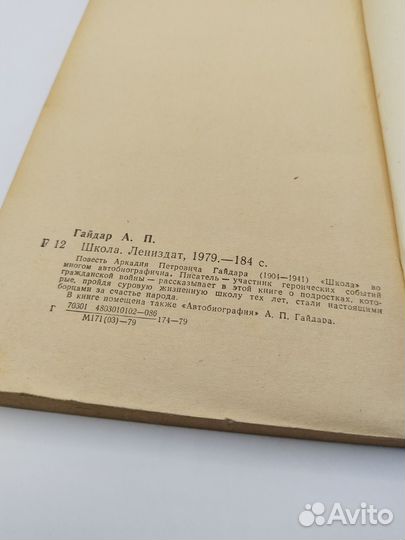 Гайдар А. П.
Г 12 Школа. Лениздат, 1979.—184 с.
Повесть Аркадия Петровича Гайдара (1904—1941) «Школа» во
многом автобиографична. Писатель — участник героических событий
гражданской войны — рассказывает в этой книге о подростках, кото-
рые, пройдя суровую жизненную школу тех лет, стали настоящими
борцами за счастье народа.
В книге помещена также «Автобиография» А. П. Гайдара.
Г 70301 4803010102—086
М171(03)—79 174—79
Avito